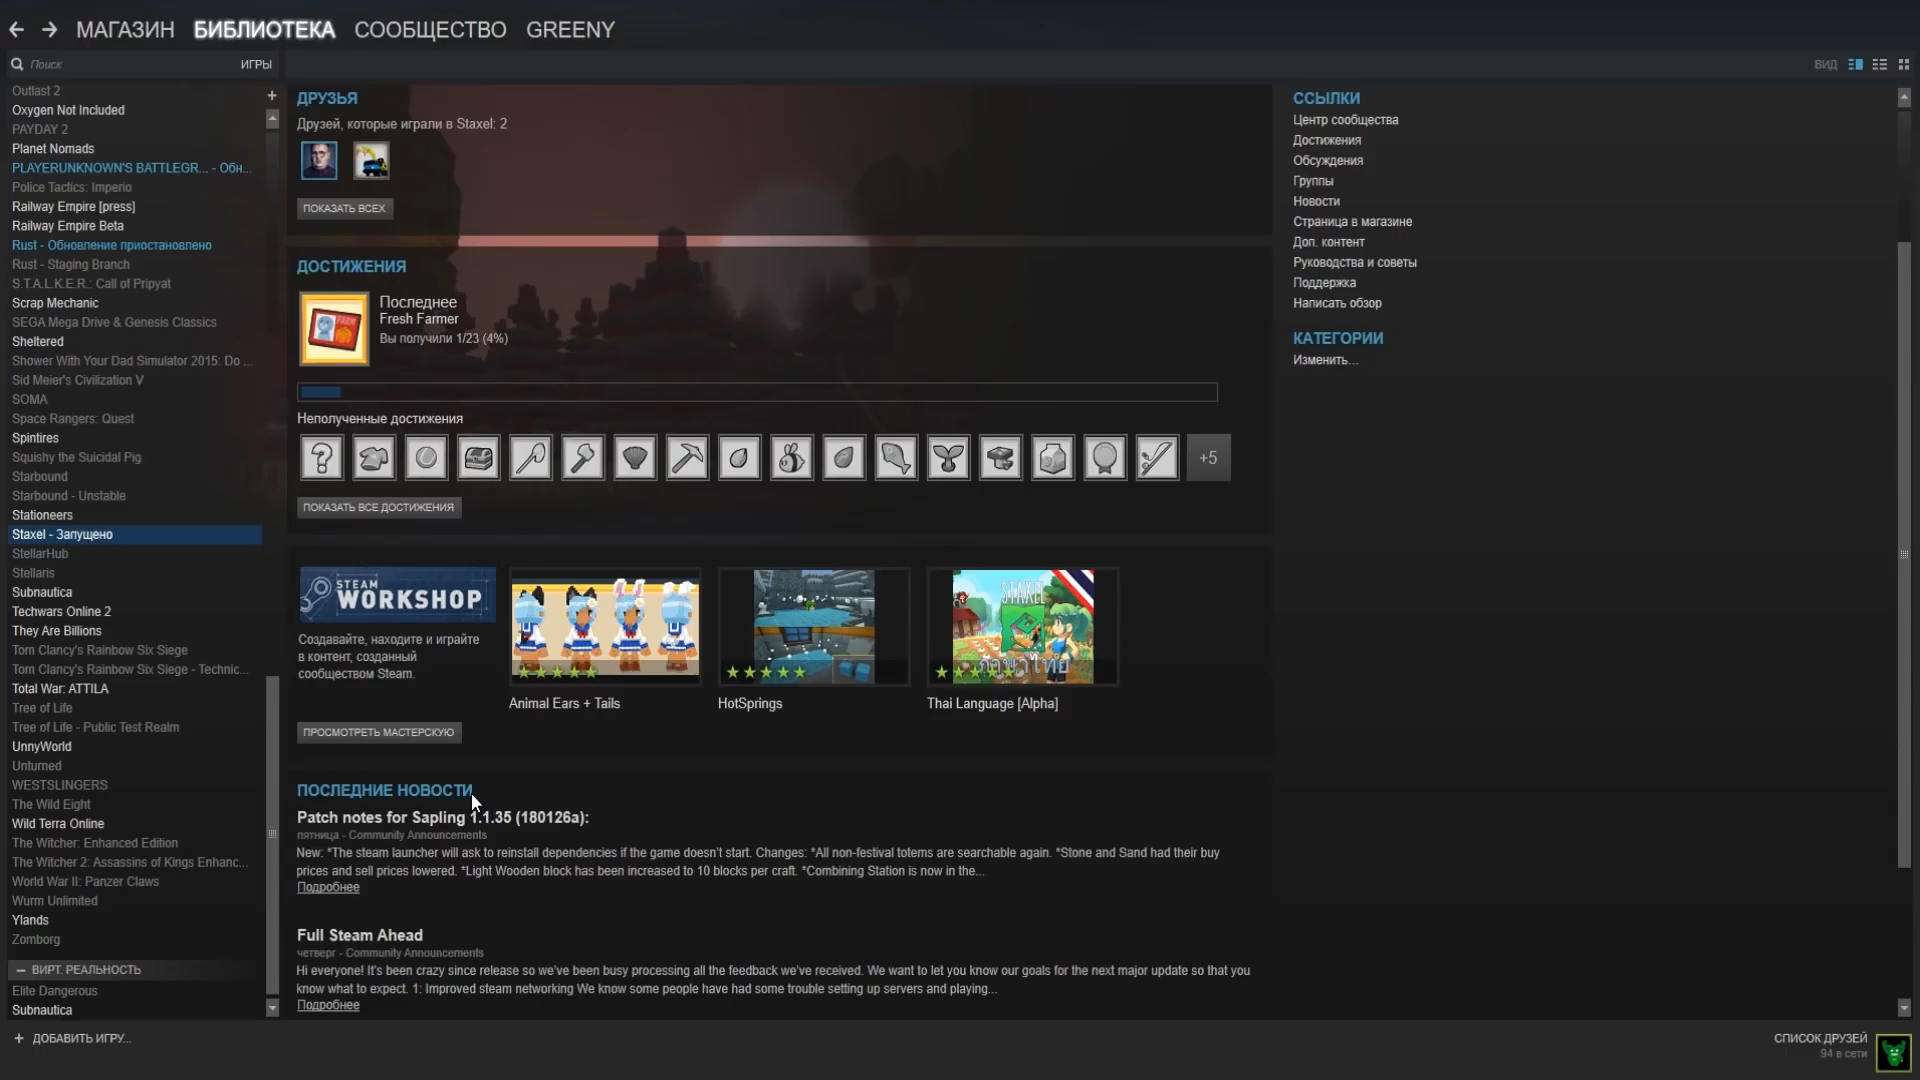 МАГАЗИН БИБЛИОТЕКА СООБЩЕСТВО GREENY
Поиск ИГРЫ
ВИД
Outlast 2
Oxygen Not Included
PAYDAY 2
Planet Nomads
PLAYERUNKNOWN'S BATTLEGR... - Обн...
Police Tactics: Imperio
Railway Empire [press]
Railway Empire Beta
Rust - Обновление приостановлено
Rust - Staging Branch
S.T.A.L.K.E.R.: Call of Pripyat
Scrap Mechanic
SEGA Mega Drive & Genesis Classics
Sheltered
Shower With Your Dad Simulator 2015: Do ...
Sid Meier's Civilization V
SOMA
Space Rangers: Quest
Spintires
Squishy the Suicidal Pig
Starbound
Starbound - Unstable
Stationeers
Staxel - Запущено
StellarHub
Stellaris
Subnautica
Techwars Online 2
They Are Billions
Tom Clancy's Rainbow Six Siege
Tom Clancy's Rainbow Six Siege - Technic...
Total War: ATTILA
Tree of Life
Tree of Life - Public Test Realm
UnnyWorld
Unturned
WESTSLINGERS
The Wild Eight
Wild Terra Online
The Witcher: Enhanced Edition
The Witcher 2: Assassins of Kings Enhanc...
World War II: Panzer Claws
Wurm Unlimited
Ylands
Zomborg
ВИРТ. РЕАЛЬНОСТЬ
Elite Dangerous
Subnautica
ДРУЗЬЯ
Друзей, которые играли в Staxel: 2
ПОКАЗАТЬ ВСЕХ
ДОСТИЖЕНИЯ
Последнее
Fresh Farmer
Вы получили 1/23 (4%)
Неполученные достижения
+5
ПОКАЗАТЬ ВСЕ ДОСТИЖЕНИЯ
STEAM
WORKSHOP
Создавайте, находите и играйте
в контент, созданный
сообществом Steam.
ПРОСМОТРЕТЬ МАСТЕРСКУЮ
Animal Ears + Tails
HotSprings
STAXEL
ภาษาไทย
Thai Language [Alpha]
ПОСЛЕДНИЕ НОВОСТИ
Patch notes for Sapling 1.1.35 (180126a):
пятница - Community Announcements
New: *The steam launcher will ask to reinstall dependencies if the game doesn't start. Changes: *All non-festival totems are searchable again. *Stone and Sand had their buy
prices and sell prices lowered. *Light Wooden block has been increased to 10 blocks per craft. *Combining Station is now in the...
Подробнее
Full Steam Ahead
четверг - Community Announcements
Hi everyone! It's been crazy since release so we've been busy processing all the feedback we've received. We want to let you know our goals for the next major update so that you
know what to expect. 1: Improved steam networking We know some people have had some trouble setting up servers and playing...
Подробнее
ССЫЛКИ
Центр сообщества
Достижения
Обсуждения
Группы
Новости
Страница в магазине
Доп. контент
Руководства и советы
Поддержка
Написать обзор
КАТЕГОРИИ
Изменить...
+ ДОБАВИТЬ ИГРУ...
СПИСОК ДРУЗЕЙ
94 в сети